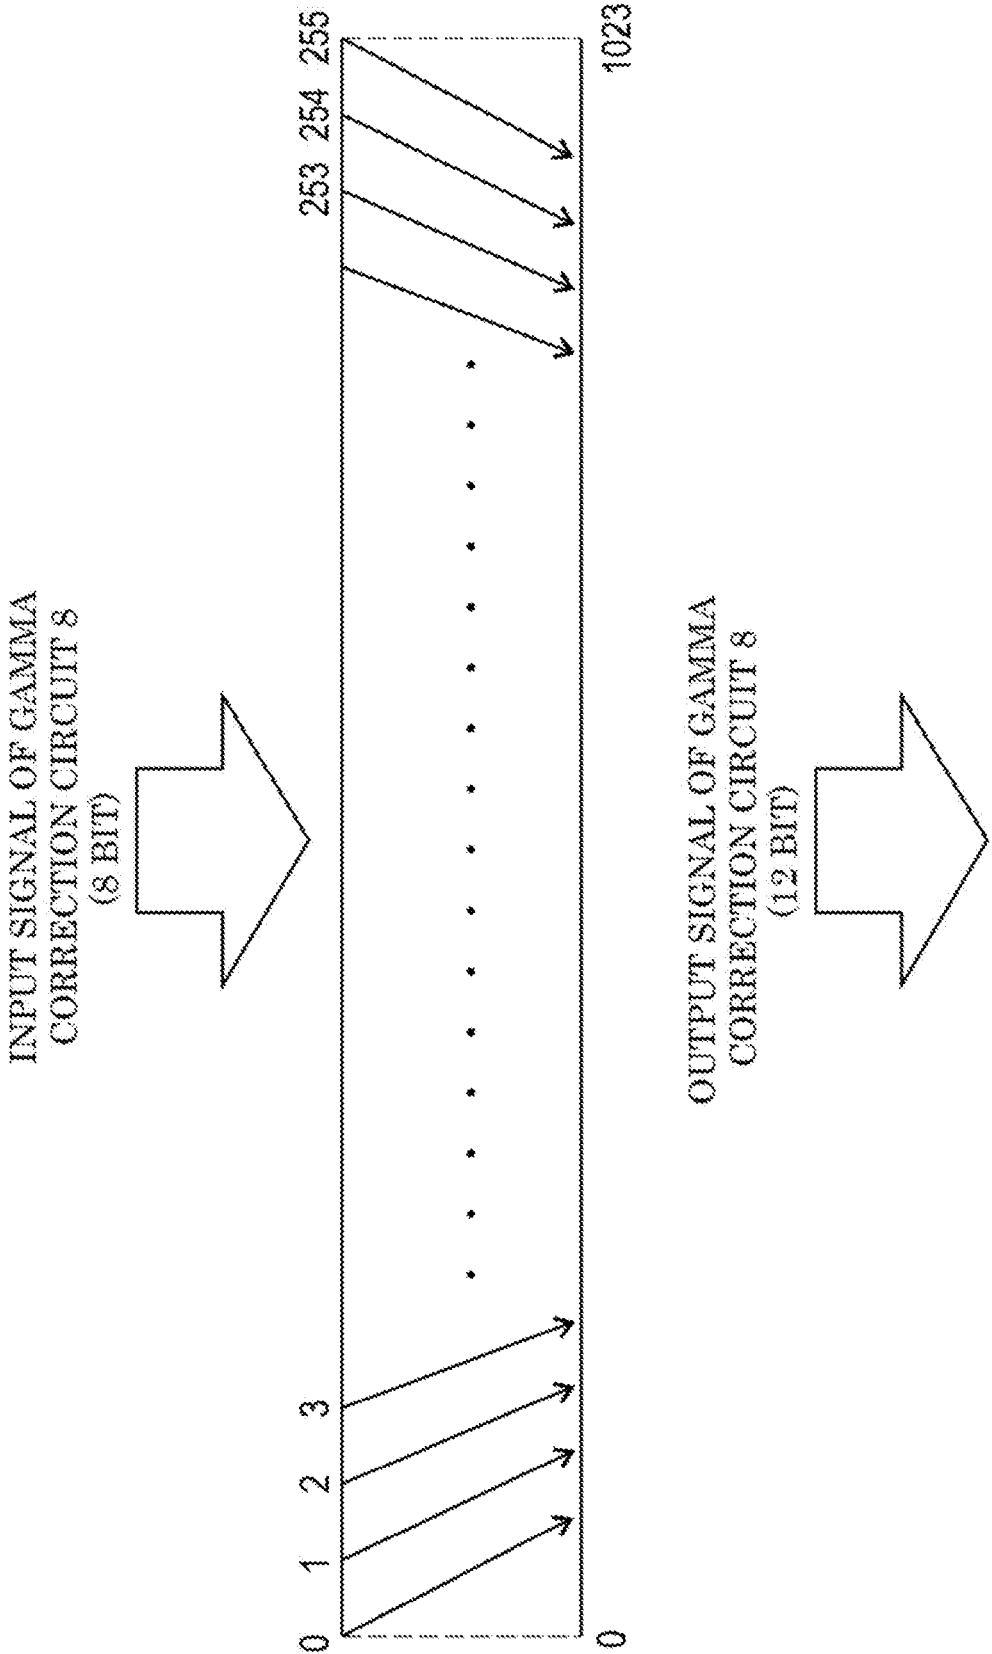 INPUT SIGNAL OF GAMMA
CORRECTION CIRCUIT 8
(8 BIT)
0 1 2 3 253 254 255
0 1023
OUTPUT SIGNAL OF GAMMA
CORRECTION CIRCUIT 8
(12 BIT)